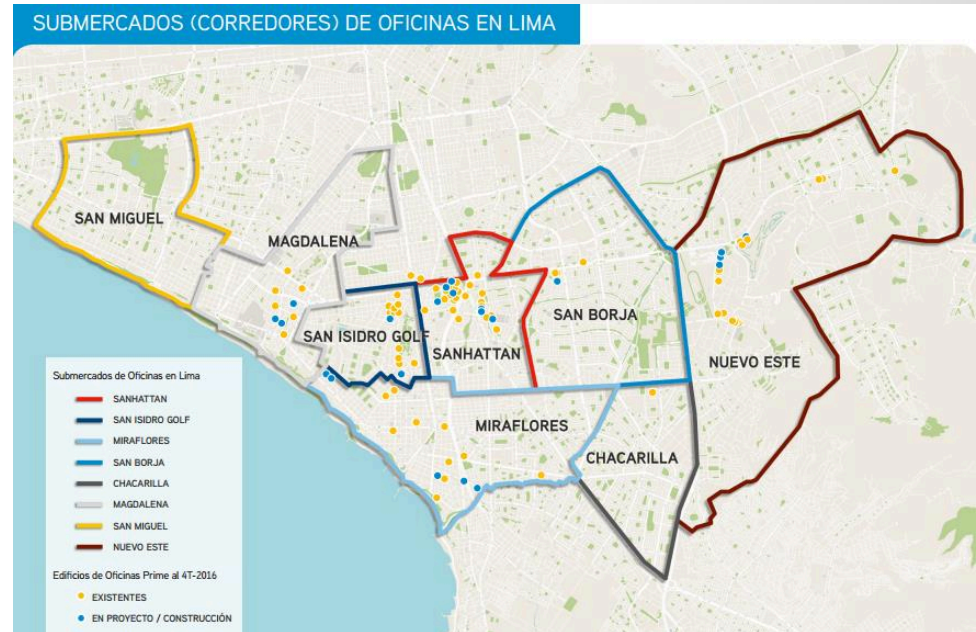 SUBMERCADOS (CORREDORES) DE OFICINAS EN LIMA
SAN MIGUEL
MAGDALENA
SAN ISIDRO GOLF
SANHATTAN
SAN BORJA
NUEVO ESTE
MIRAFLORES
CHACARILLA
Submercados de Oficinas en Lima
SANHATTAN
SAN ISIDRO GOLF
MIRAFLORES
SAN BORJA
CHACARILLA
MAGDALENA
SAN MIGUEL
NUEVO ESTE
Edificios de Oficinas Prime al 4T-2016
EXISTENTES
EN PROYECTO / CONSTRUCCIÓN